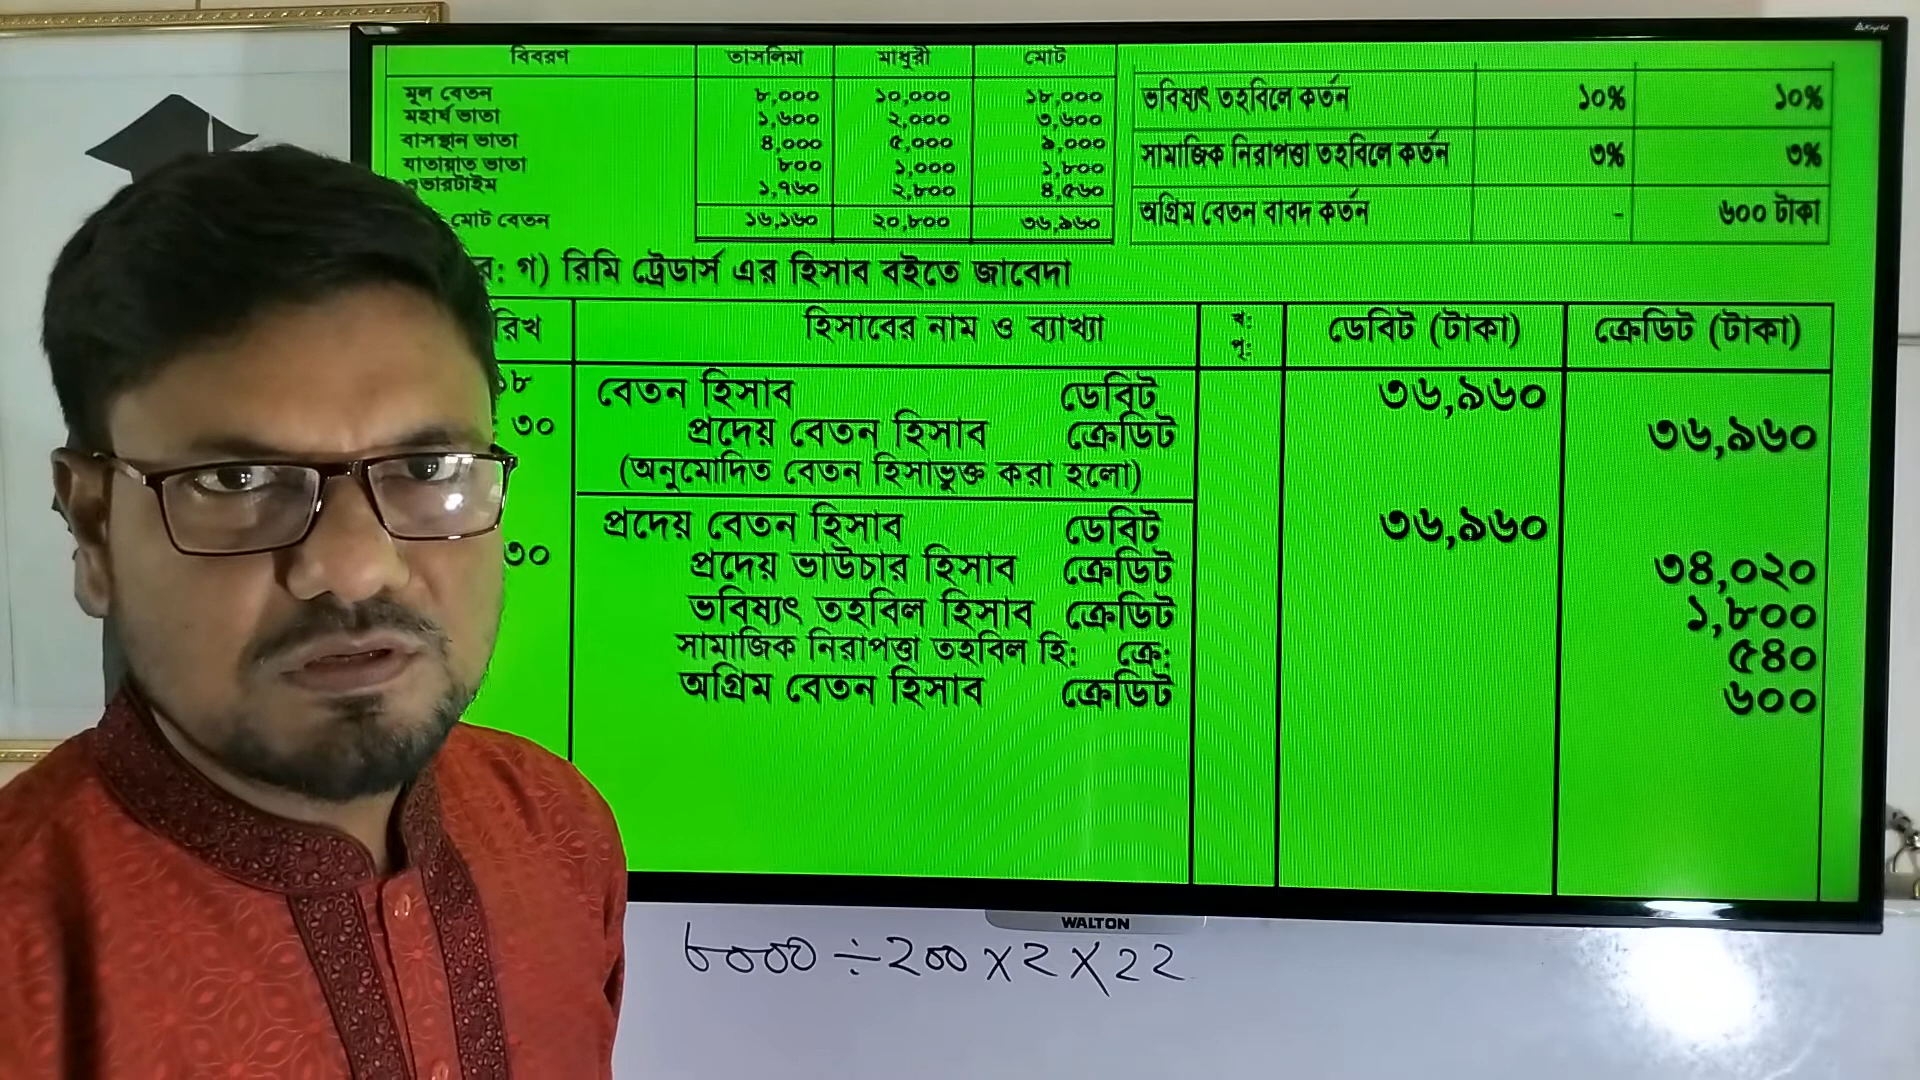 বিবরণ তাসলিমা মাধুরী মোট
মূল বেতন ৮,০০০ ১০,০০০ ১৮,০০০
মহার্ঘ ভাতা ১,৬০০ ২,০০০ ৩,৬০০
বাসস্থান ভাতা ৪,০০০ ৫,০০০ ৯,০০০
যাতায়াত ভাতা ৮০০ ১,০০০ ১,৮০০
ওভারটাইম ১,৭৬০ ২,৮০০ ৪,৫৬০
মোট বেতন ১৬,১৬০ ২০,৮০০ ৩৬,৯৬০
ভবিষ্যৎ তহবিলে কর্তন ১০% ১০%
সামাজিক নিরাপত্তা তহবিলে কর্তন ৩% ৩%
অগ্রিম বেতন বাবদ কর্তন - ৬০০ টাকা
র: গ) রিমি ট্রেডার্স এর হিসাব বইতে জাবেদা
রিখ হিসাবের নাম ও ব্যাখ্যা খ: পৃ: ডেবিট (টাকা) ক্রেডিট (টাকা)
বেতন হিসাব ডেবিট ৩৬,৯৬০
৩০ প্রদেয় বেতন হিসাব ক্রেডিট ৩৬,৯৬০
(অনুমোদিত বেতন হিসাভুক্ত করা হলো)
প্রদেয় বেতন হিসাব ডেবিট ৩৬,৯৬০
৩০ প্রদেয় ভাউচার হিসাব ক্রেডিট ৩৪,০২০
ভবিষ্যৎ তহবিল হিসাব ক্রেডিট ১,৮০০
সামাজিক নিরাপত্তা তহবিল হি: ক্রে: ৫৪০
অগ্রিম বেতন হিসাব ক্রেডিট ৬০০
WALTON
৮০০০ ÷ ২০০ × ২ × ২২